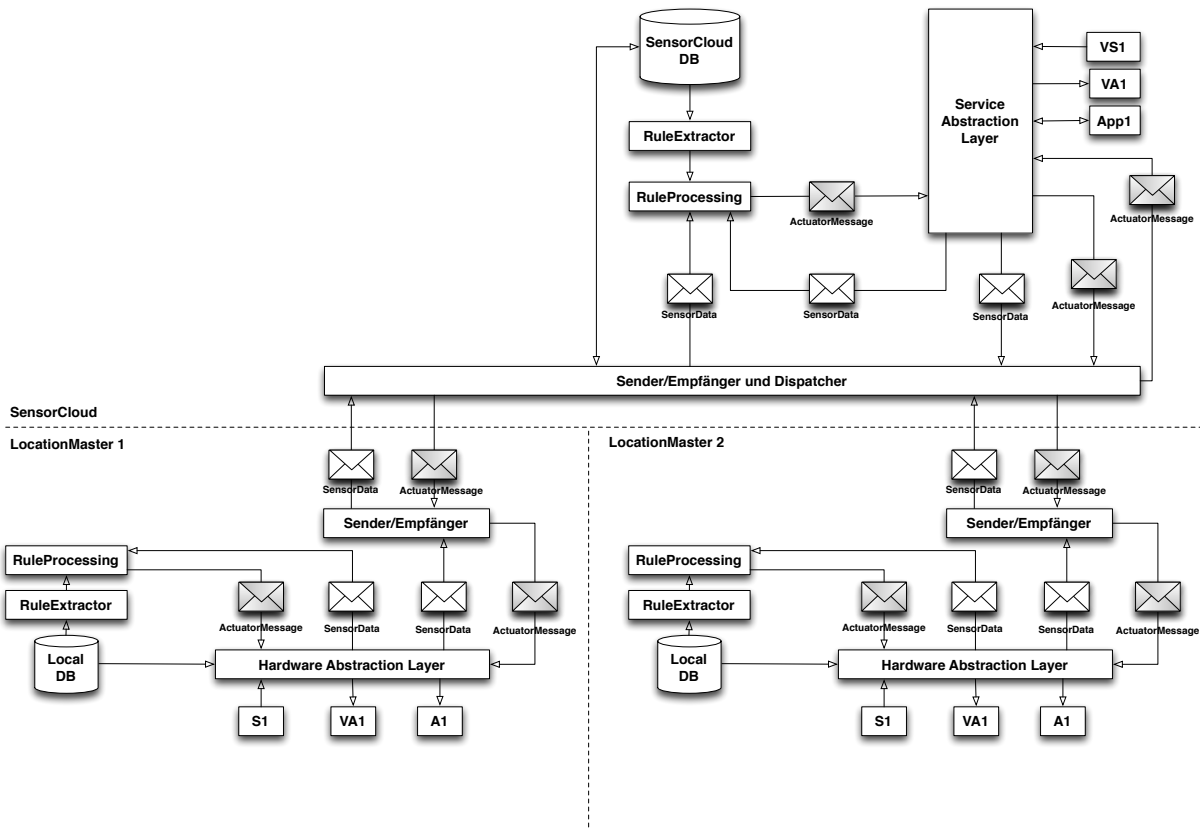 SensorCloud
DB
RuleExtractor
RuleProcessing
ActuatorMessage
SensorData
SensorData
Service
Abstraction
Layer
VS1
VA1
App1
ActuatorMessage
SensorData
ActuatorMessage
Sender/Empfänger und Dispatcher
SensorCloud
LocationMaster 1
SensorData
ActuatorMessage
Sender/Empfänger
RuleProcessing
RuleExtractor
Local
DB
ActuatorMessage
SensorData
SensorData
ActuatorMessage
Hardware Abstraction Layer
S1
VA1
A1
LocationMaster 2
SensorData
ActuatorMessage
Sender/Empfänger
RuleProcessing
RuleExtractor
Local
DB
ActuatorMessage
SensorData
SensorData
ActuatorMessage
Hardware Abstraction Layer
S1
VA1
A1